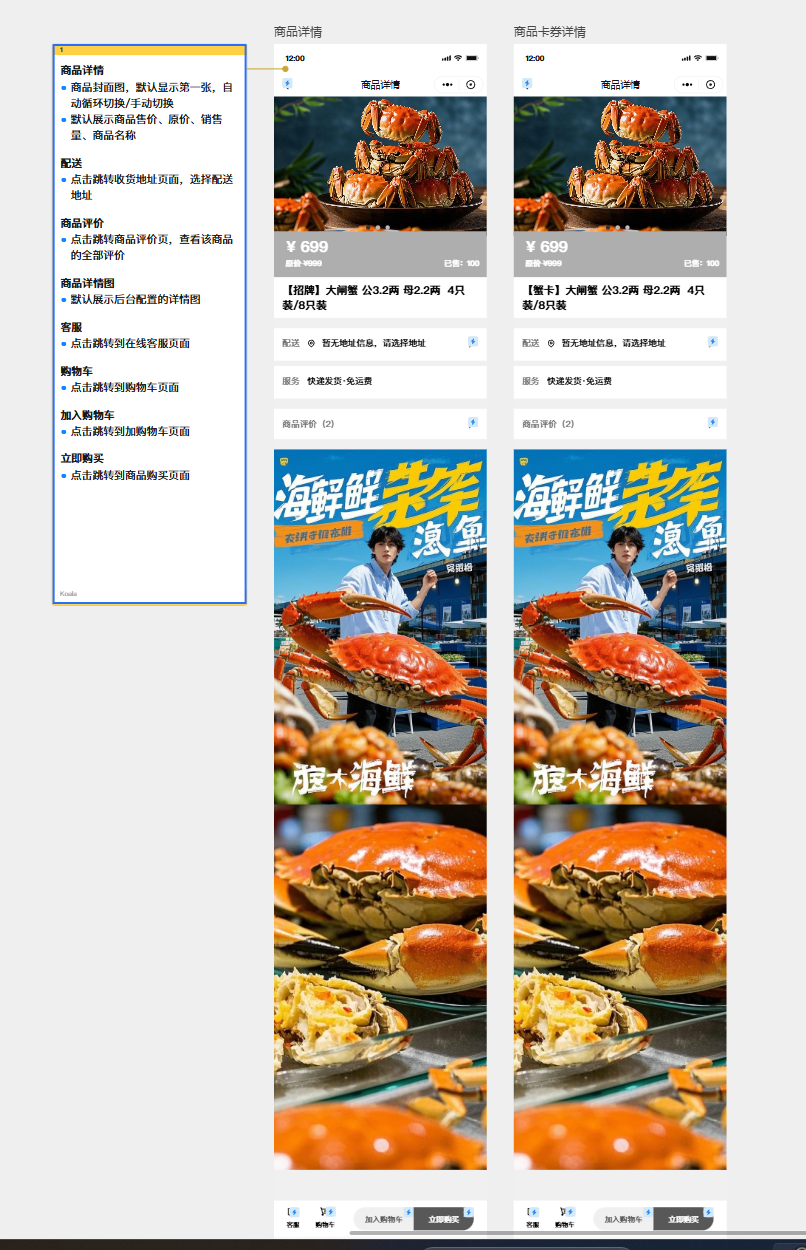 商品详情
商品卡券详情
1
商品详情
商品封面图，默认显示第一张，自
动循环切换/手动切换
默认展示商品售价、原价、销售
量、商品名称
配送
点击跳转收货地址页面，选择配送
地址
商品评价
点击跳转商品评价页，查看该商品
的全部评价
商品详情图
默认展示后台配置的详情图
客服
点击跳转到在线客服页面
购物车
点击跳转到购物车页面
加入购物车
点击跳转到加购物车页面
立即购买
点击跳转到商品购买页面
Koala
12:00
商品详情
¥ 699
原价 ¥999
已售：100
【招牌】大闸蟹 公3.2两 母2.2两 4只
装/8只装
配送
暂无地址信息，请选择地址
服务
快递发货·免运费
商品评价（2）
海鲜鲜
海鲜
客服
购物车
加入购物车
立即购买
12:00
商品详情
¥ 699
原价 ¥999
已售：100
【蟹卡】大闸蟹 公3.2两 母2.2两 4只
装/8只装
配送
暂无地址信息，请选择地址
服务
快递发货·免运费
商品评价（2）
海鲜鲜
海鲜
客服
购物车
加入购物车
立即购买